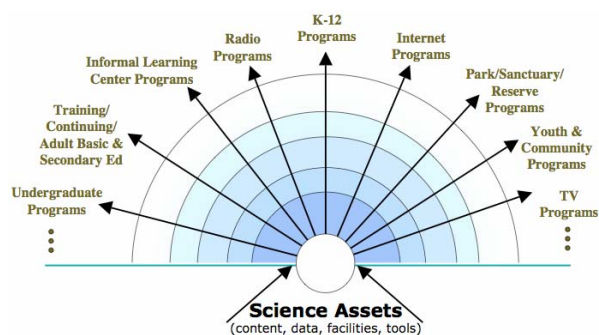 K-12
Programs
Radio
Programs
Internet
Programs
Informal Learning
Center Programs
Park/Sanctuary/
Reserve
Programs
Training/
Continuing/
Adult Basic &
Secondary Ed
Youth &
Community
Programs
Undergraduate
Programs
TV
Programs
Science Assets
(content, data, facilities, tools)